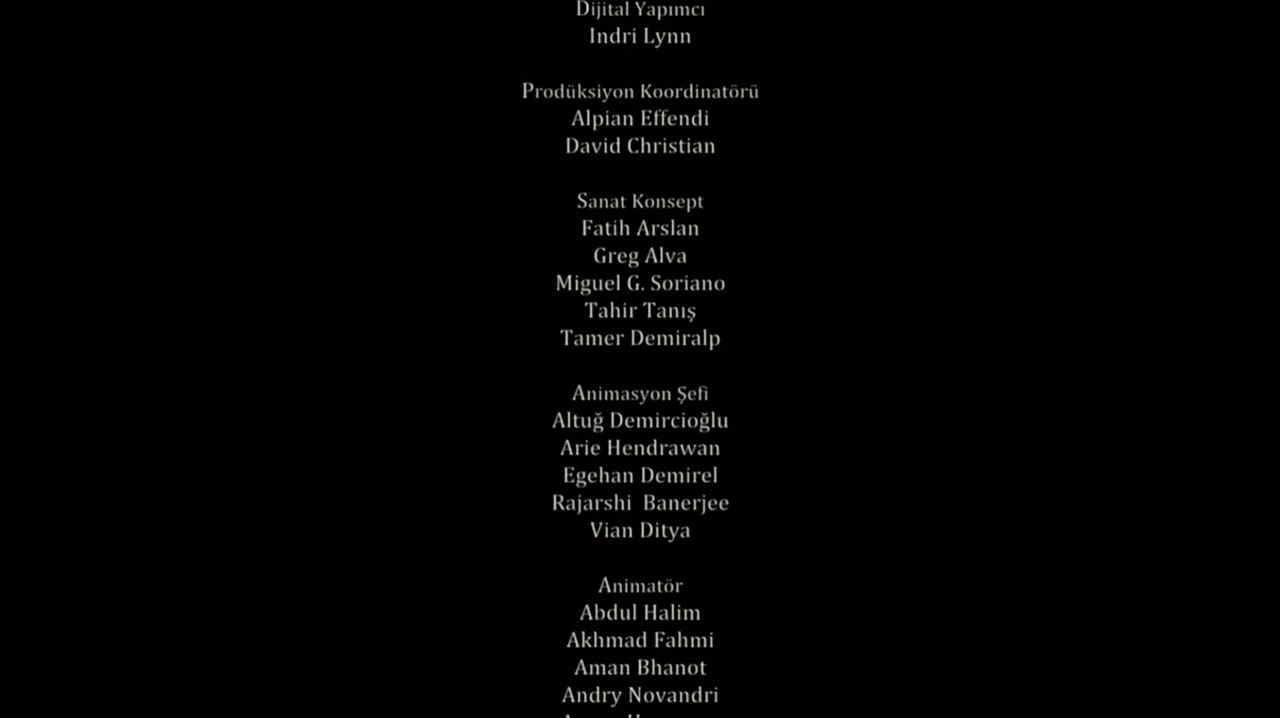 Dijital Yapımcı
Indri Lynn
Prodüksiyon Koordinatörü
Alpian Effendi
David Christian
Sanat Konsept
Fatih Arslan
Greg Alva
Miguel G. Soriano
Tahir Tanış
Tamer Demiralp
Animasyon Şefi
Altuğ Demircioğlu
Arie Hendrawan
Egehan Demirel
Rajarshi  Banerjee
Vian Ditya
Animatör
Abdul Halim
Akhmad Fahmi
Aman Bhanot
Andry Novandri